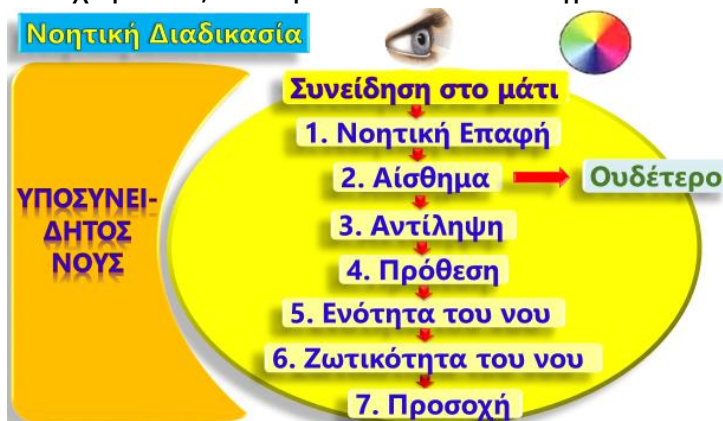 Νοητική Διαδικασία
Συνείδηση στο μάτι
1. Νοητική Επαφή
2. Αίσθημα
Ουδέτερο
3. Αντίληψη
4. Πρόθεση
5. Ενότητα του νου
6. Ζωτικότητα του νου
7. Προσοχή
ΥΠΟΣΥΝΕΙ-
ΔΗΤΟΣ
ΝΟΥΣ